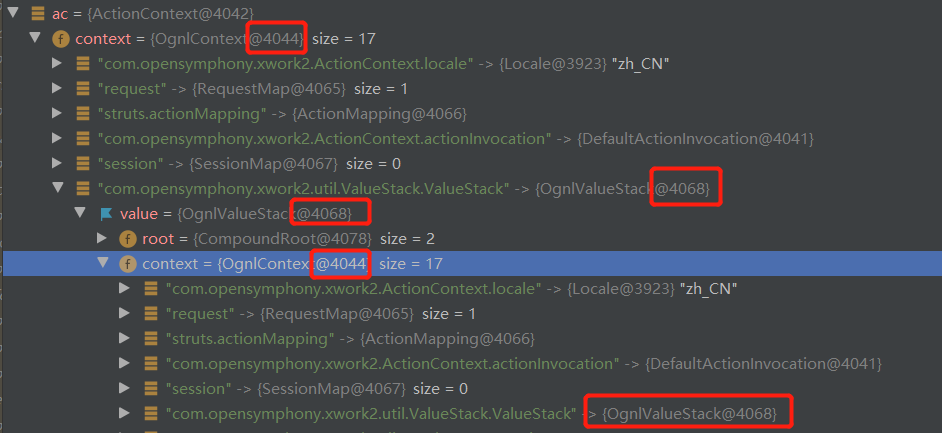 ac = {ActionContext@4042}
f context = {OgnlContext@4044} size = 17
"com.opensymphony.xwork2.ActionContext.locale" -> {Locale@3923} "zh_CN"
"request" -> {RequestMap@4065} size = 1
"struts.actionMapping" -> {ActionMapping@4066}
"com.opensymphony.xwork2.ActionContext.actionInvocation" -> {DefaultActionInvocation@4041}
"session" -> {SessionMap@4067} size = 0
"com.opensymphony.xwork2.util.ValueStack.ValueStack" -> {OgnlValueStack@4068}
value = {OgnlValueStack@4068}
f root = {CompoundRoot@4078} size = 2
f context = {OgnlContext@4044} size = 17
"com.opensymphony.xwork2.ActionContext.locale" -> {Locale@3923} "zh_CN"
"request" -> {RequestMap@4065} size = 1
"struts.actionMapping" -> {ActionMapping@4066}
"com.opensymphony.xwork2.ActionContext.actionInvocation" -> {DefaultActionInvocation@4041}
"session" -> {SessionMap@4067} size = 0
"com.opensymphony.xwork2.util.ValueStack.ValueStack" -> {OgnlValueStack@4068}